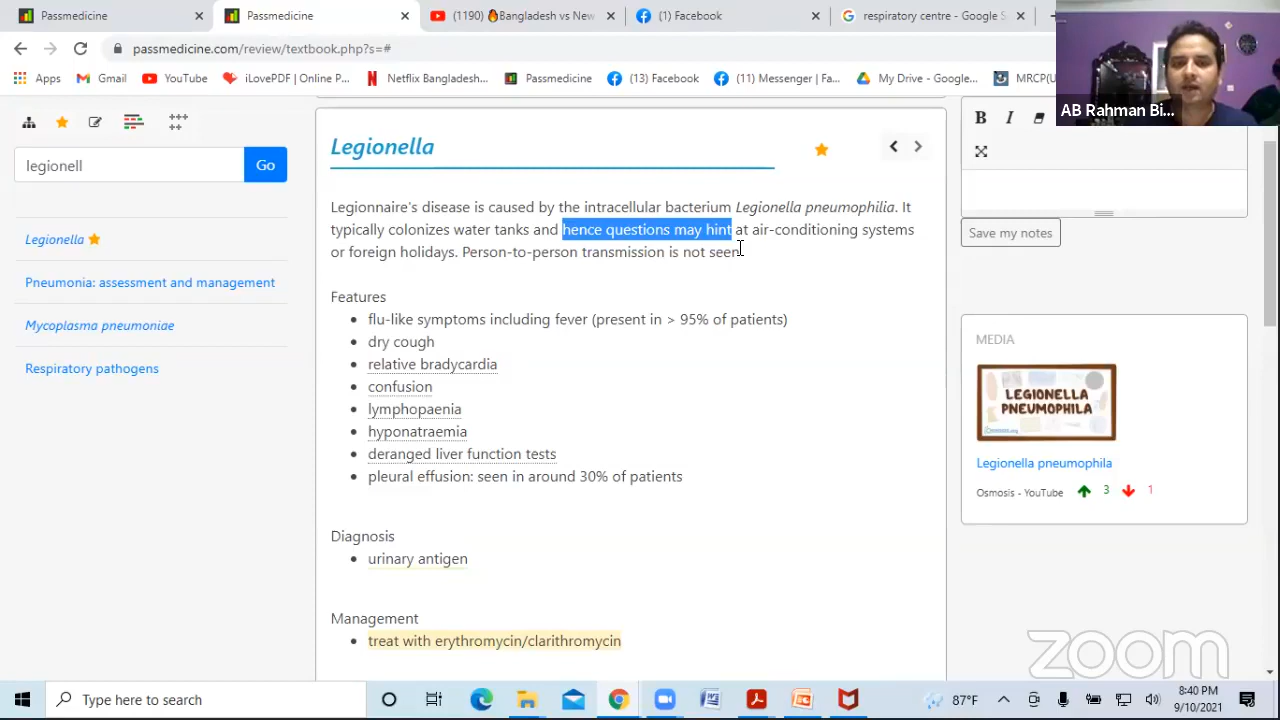 Passmedicine
Passmedicine
(1190) 🔥Bangladesh vs New
(1) Facebook
respiratory centre - Google S
passmedicine.com/review/textbook.php?s=#
Apps
Gmail
YouTube
iLovePDF | Online P...
Netflix Bangladesh...
Passmedicine
(13) Facebook
(11) Messenger | Fa...
My Drive - Google...
MRCP(U
AB Rahman Bi...
legionell
Go
Legionella
Pneumonia: assessment and management
Mycoplasma pneumoniae
Respiratory pathogens
Legionella
Legionnaire's disease is caused by the intracellular bacterium Legionella pneumophilia. It
typically colonizes water tanks and hence questions may hint at air-conditioning systems
or foreign holidays. Person-to-person transmission is not seen
Features
flu-like symptoms including fever (present in > 95% of patients)
dry cough
relative bradycardia
confusion
lymphopaenia
hyponatraemia
deranged liver function tests
pleural effusion: seen in around 30% of patients
Diagnosis
urinary antigen
Management
treat with erythromycin/clarithromycin
B I
Save my notes
MEDIA
LEGIONELLA
PNEUMOPHILA
Legionella pneumophila
Osmosis - YouTube
3
1
zoom
Type here to search
87°F
8:40 PM
9/10/2021